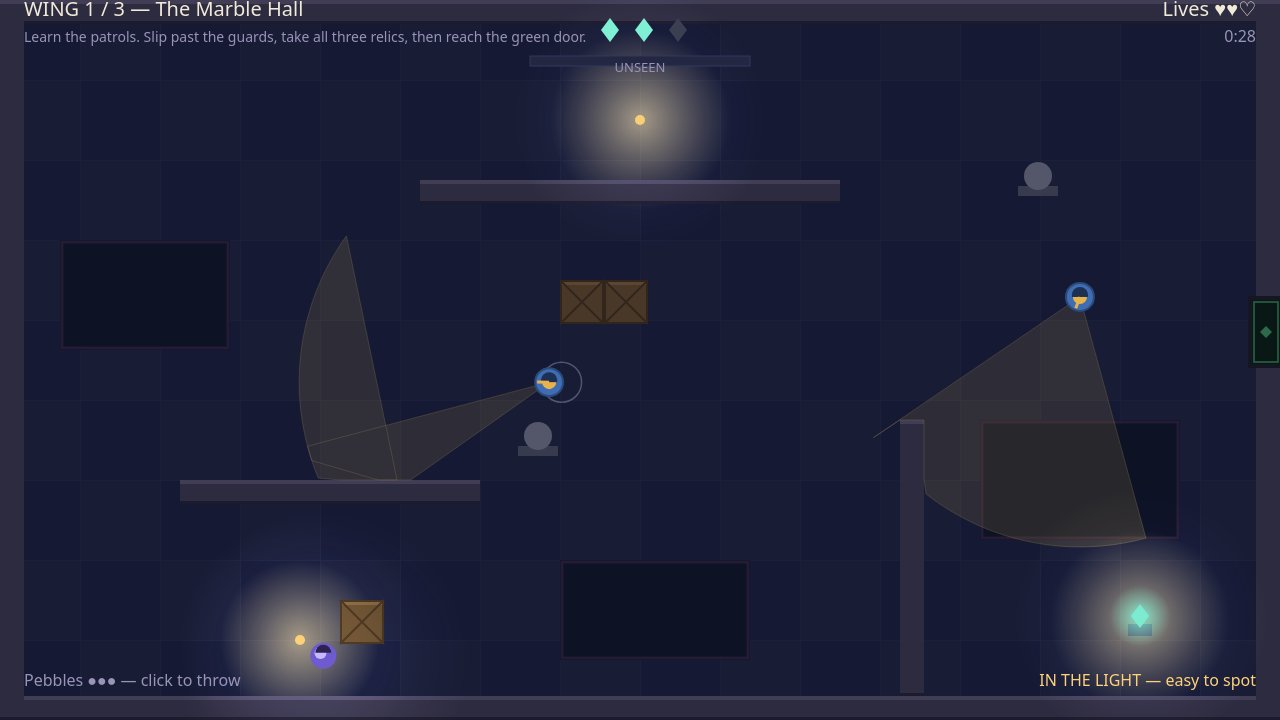 WING 1 / 3 — The Marble Hall
Lives ♥♥♡
Learn the patrols. Slip past the guards, take all three relics, then reach the green door.
0:28
UNSEEN
Pebbles ●●● — click to throw
IN THE LIGHT — easy to spot